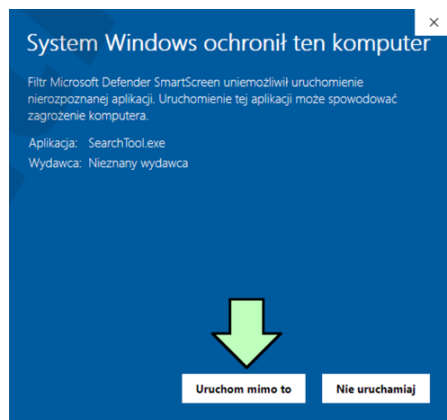 System Windows ochronił ten komputer
Filtr Microsoft Defender SmartScreen uniemożliwił uruchomienie
nierozpoznanej aplikacji. Uruchomienie tej aplikacji może spowodować
zagrożenie komputera.
Aplikacja: SearchTool.exe
Wydawca: Nieznany wydawca
Uruchom mimo to Nie uruchamiaj